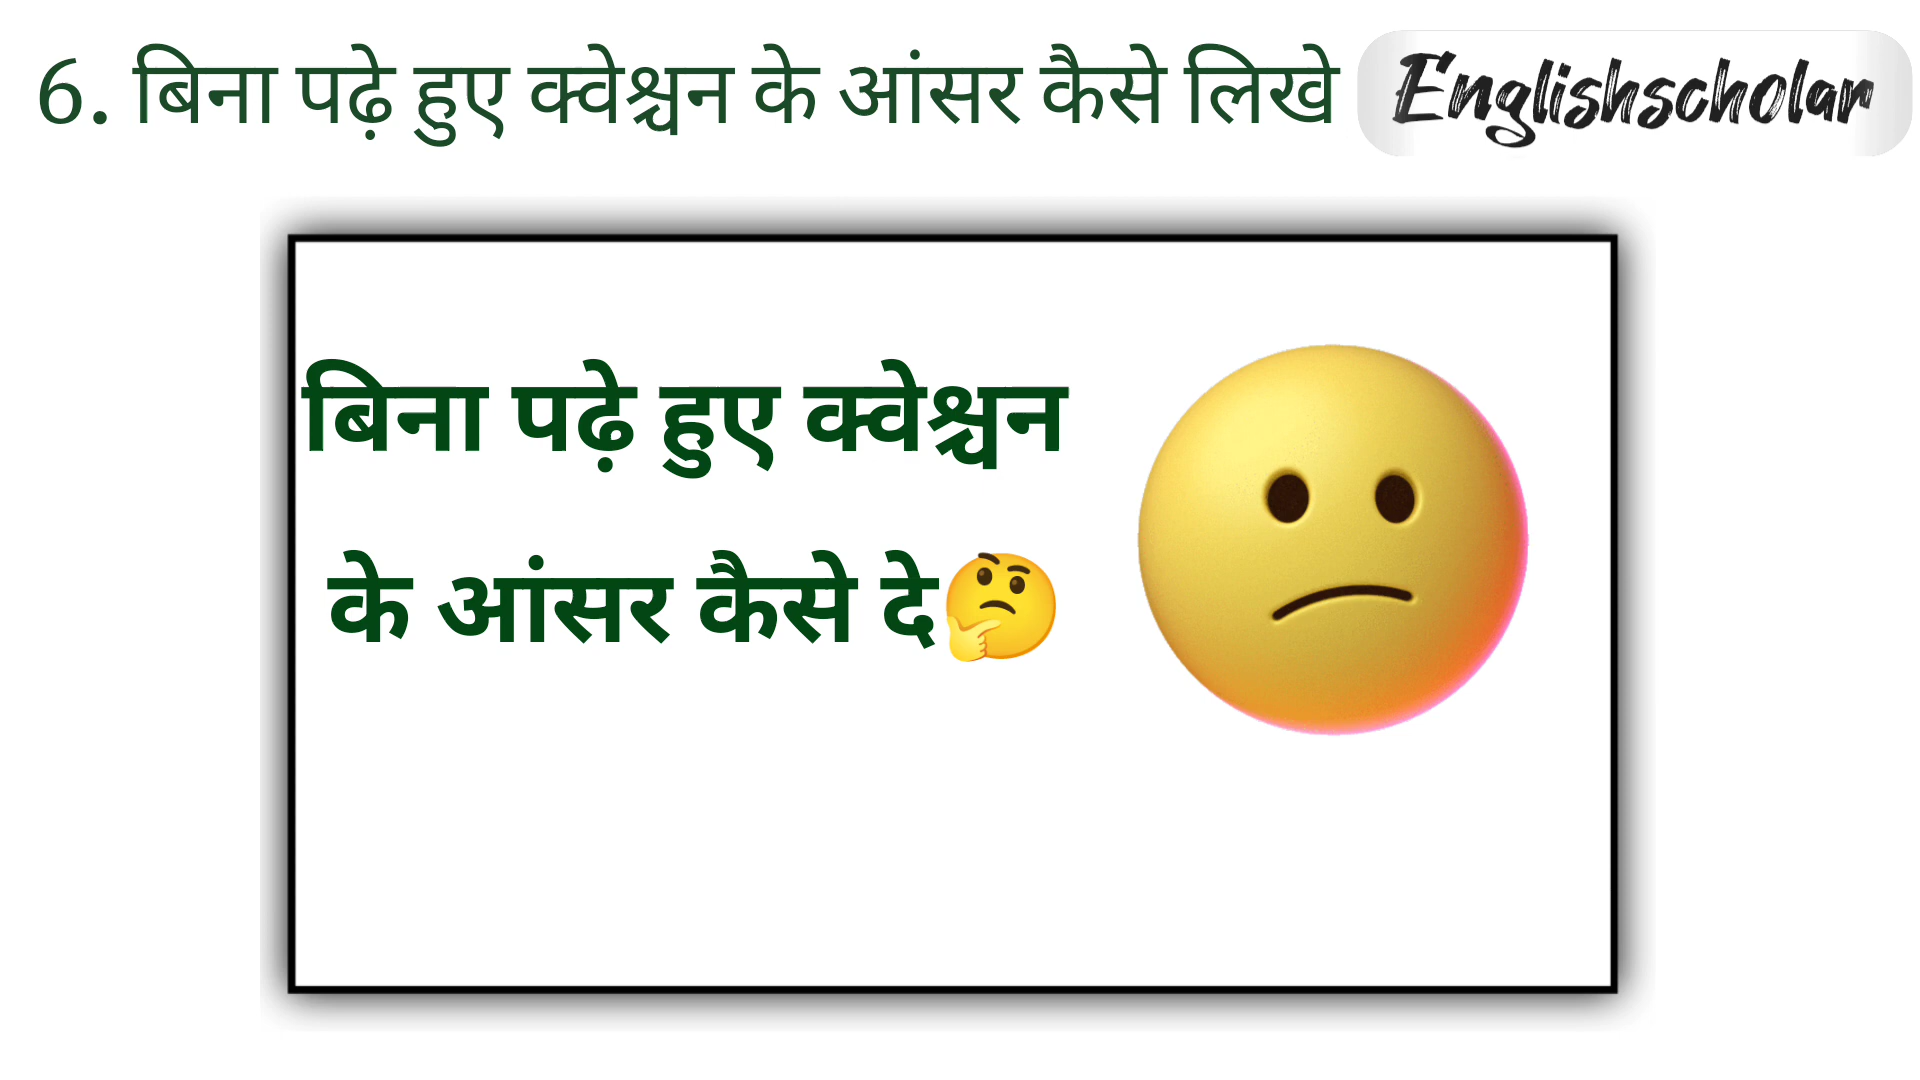 6. बिना पढ़े हुए क्वेश्चन के आंसर कैसे लिखे
Englishscholar
बिना पढ़े हुए क्वेश्चन
के आंसर कैसे दे🤔